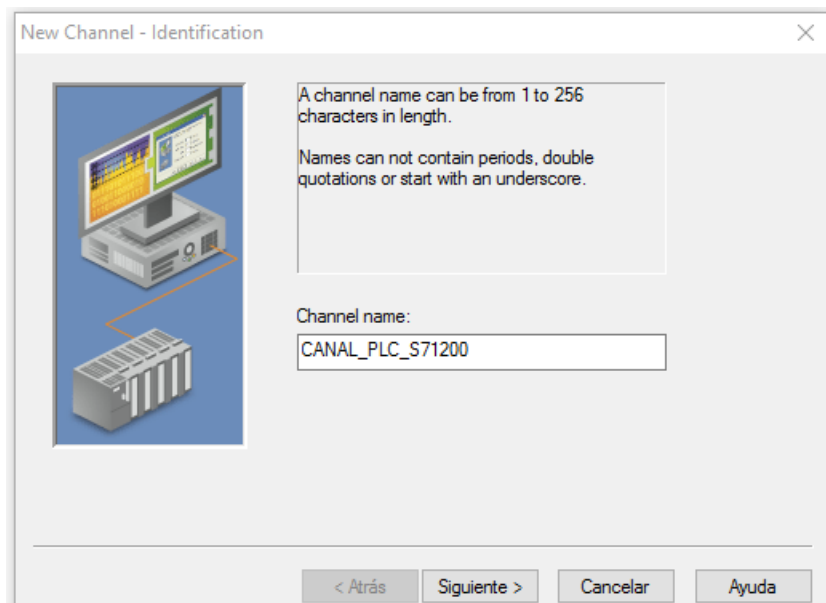 New Channel - Identification
A channel name can be from 1 to 256
characters in length.
Names can not contain periods, double
quotations or start with an underscore.
Channel name:
CANAL_PLC_S71200
< Atrás
Siguiente >
Cancelar
Ayuda